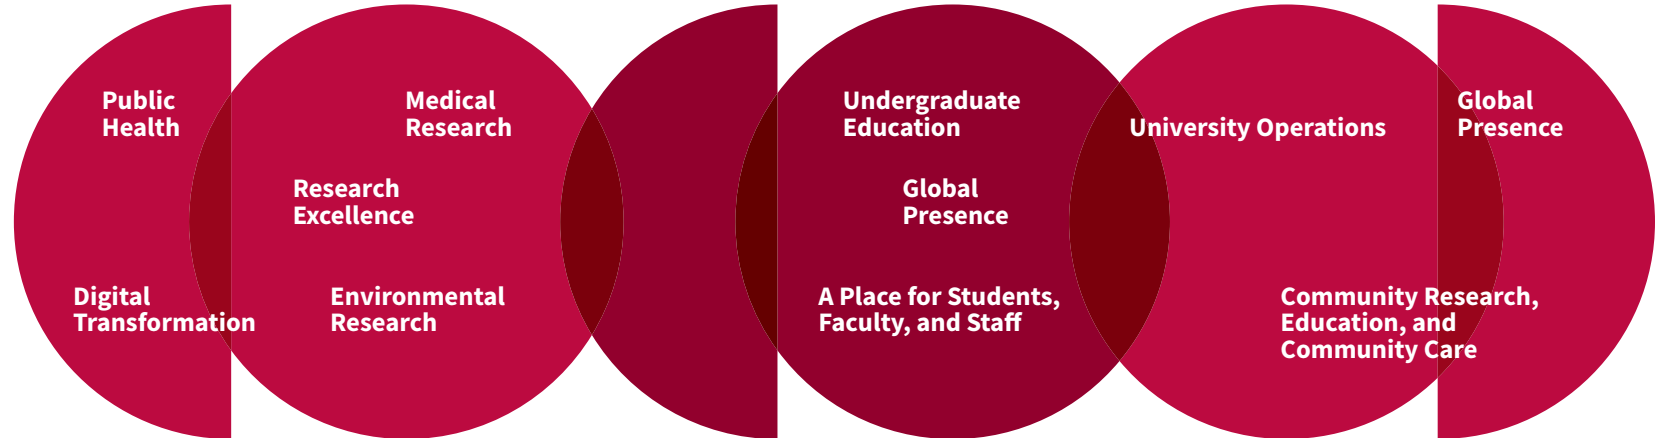 Public
Health
Medical
Research
Research
Excellence
Digital
Transformation
Environmental
Research
Undergraduate
Education
Global
Presence
A Place for Students,
Faculty, and Staff
University Operations
Global
Presence
Community Research,
Education, and
Community Care